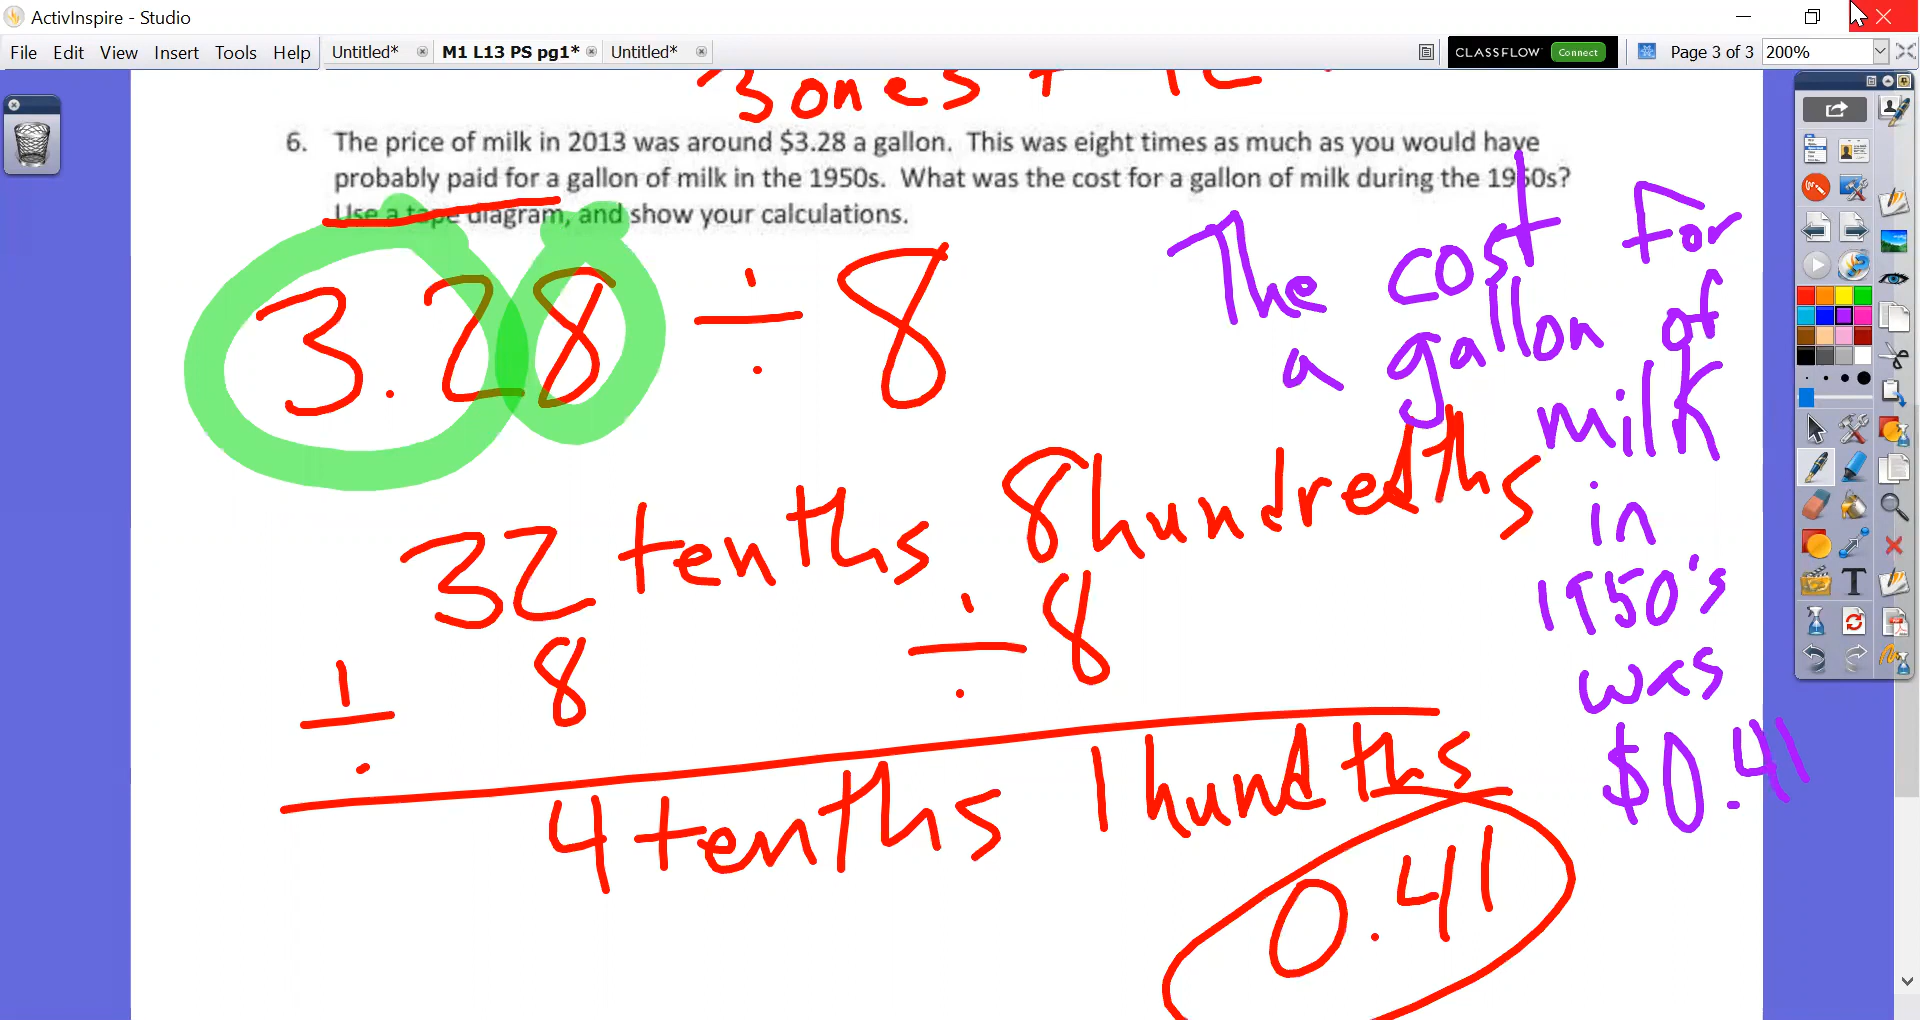 ActivInspire - Studio
File Edit View Insert Tools Help
Untitled* M1 L13 PS pg1* Untitled*
CLASSFLOW Connect
Page 3 of 3 200%
3 ones +
6. The price of milk in 2013 was around $3.28 a gallon. This was eight times as much as you would have
probably paid for a gallon of milk in the 1950s. What was the cost for a gallon of milk during the 1950s?
Use a tape diagram, and show your calculations.
3.28 ÷ 8
32 tenths 8 hundredths
÷ 8 ÷ 8
4 tenths 1 hundths
0.41
The cost for
a gallon of
milk
in
1950's
was
$0.41